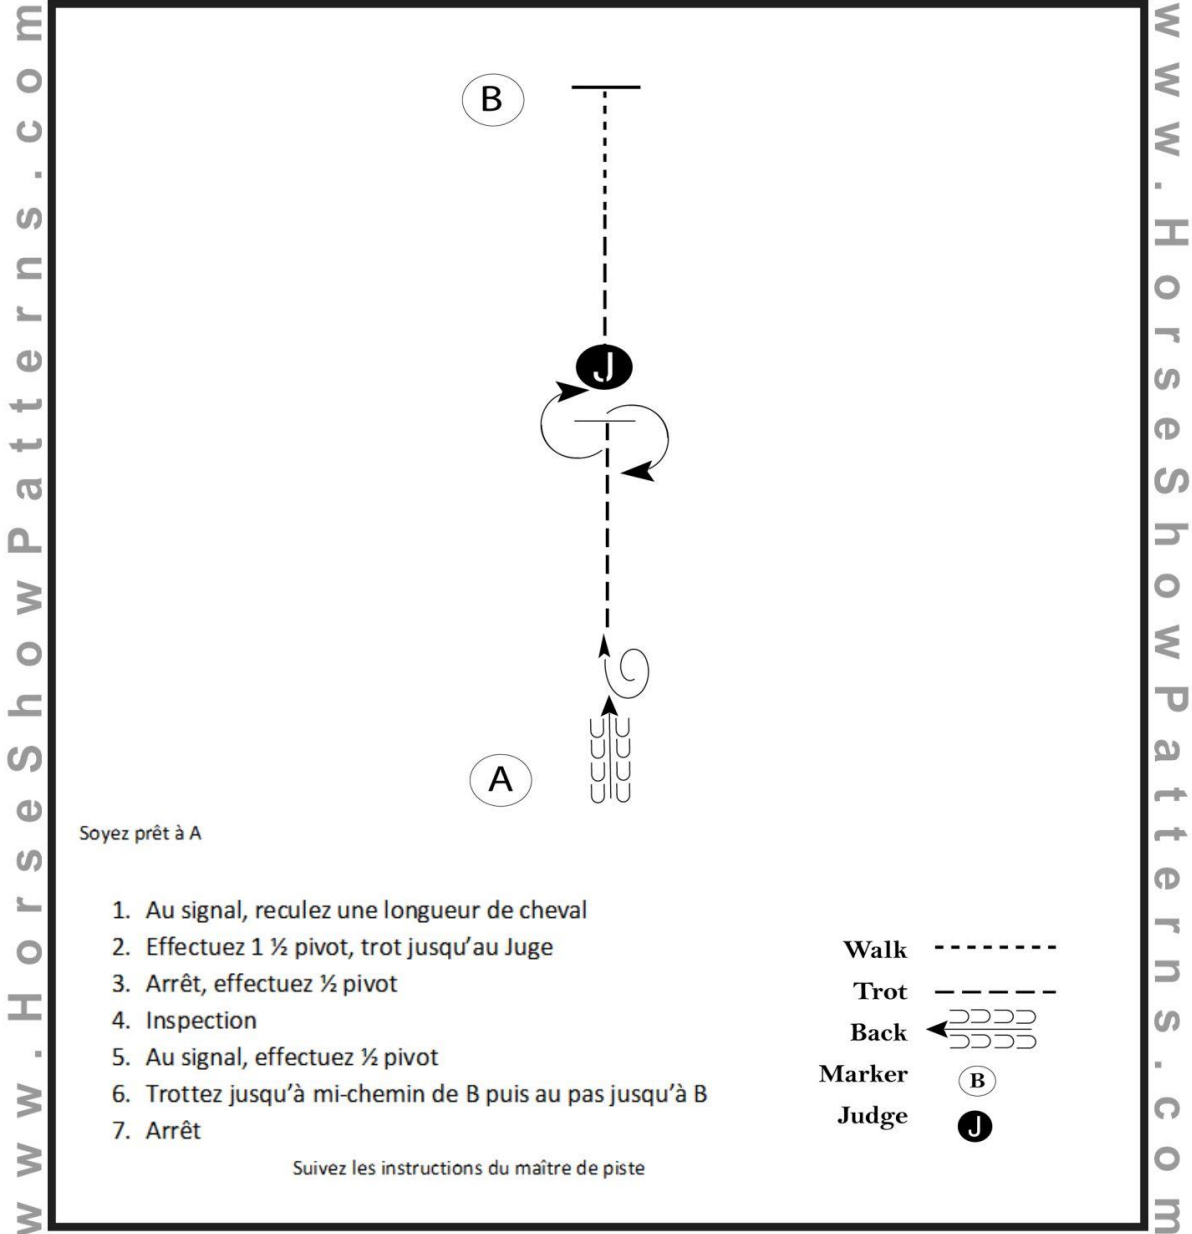 www.HorseShowPatterns.com
www.HorseShowPatterns.com
B
J
A
Soyez prêt à A
1. Au signal, reculez une longueur de cheval
2. Effectuez 1 ½ pivot, trot jusqu'au Juge
3. Arrêt, effectuez ½ pivot
4. Inspection
5. Au signal, effectuez ½ pivot
6. Trottez jusqu'à mi-chemin de B puis au pas jusqu'à B
7. Arrêt
Suivez les instructions du maître de piste
Walk
Trot
Back
Marker B
Judge J